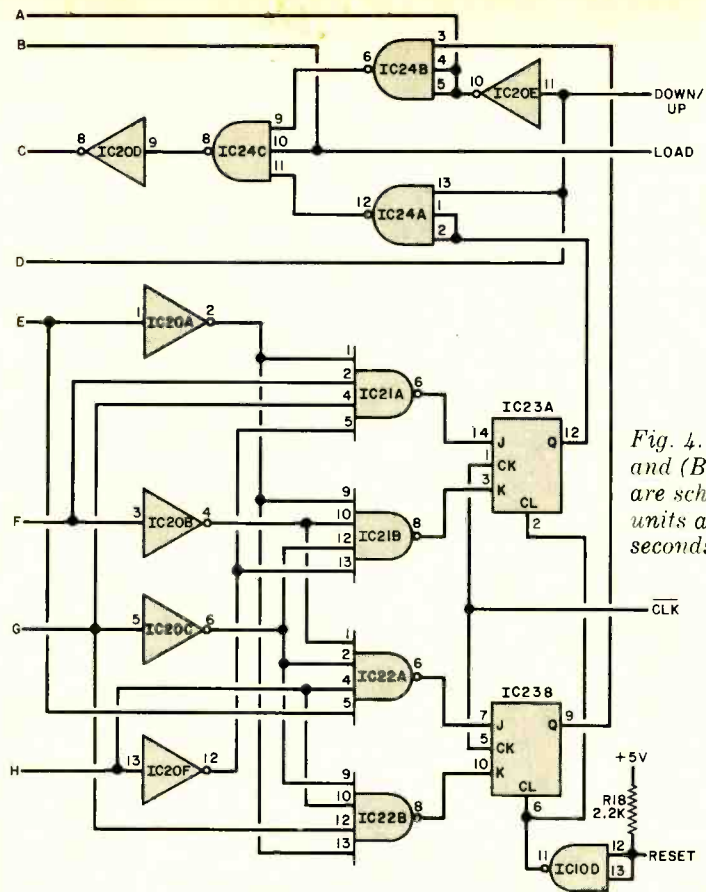 A
B
3
6
IC24B
4
5
10
IC20E
11
DOWN/
UP
9
C
8
IC20D
9
8
IC24C
10
LOAD
11
13
12
IC24A
1
2
D
E
1
IC20A
2
1
2
IC21A
6
4
5
IC23A
14
J
Q
12
1
CK
3
K
CL
2
Fig. 4.
and (B
are sch
units a
seconds
9
F
3
IC20B
4
10
IC21B
8
12
13
CLK
G
5
IC20C
6
1
2
IC22A
6
4
5
IC23B
7
J
Q
9
5
CK
10
K
CL
6
H
13
IC20F
12
9
10
IC22B
8
12
13
+5V
R18
2.2K
11
IC10D
12
13
RESET